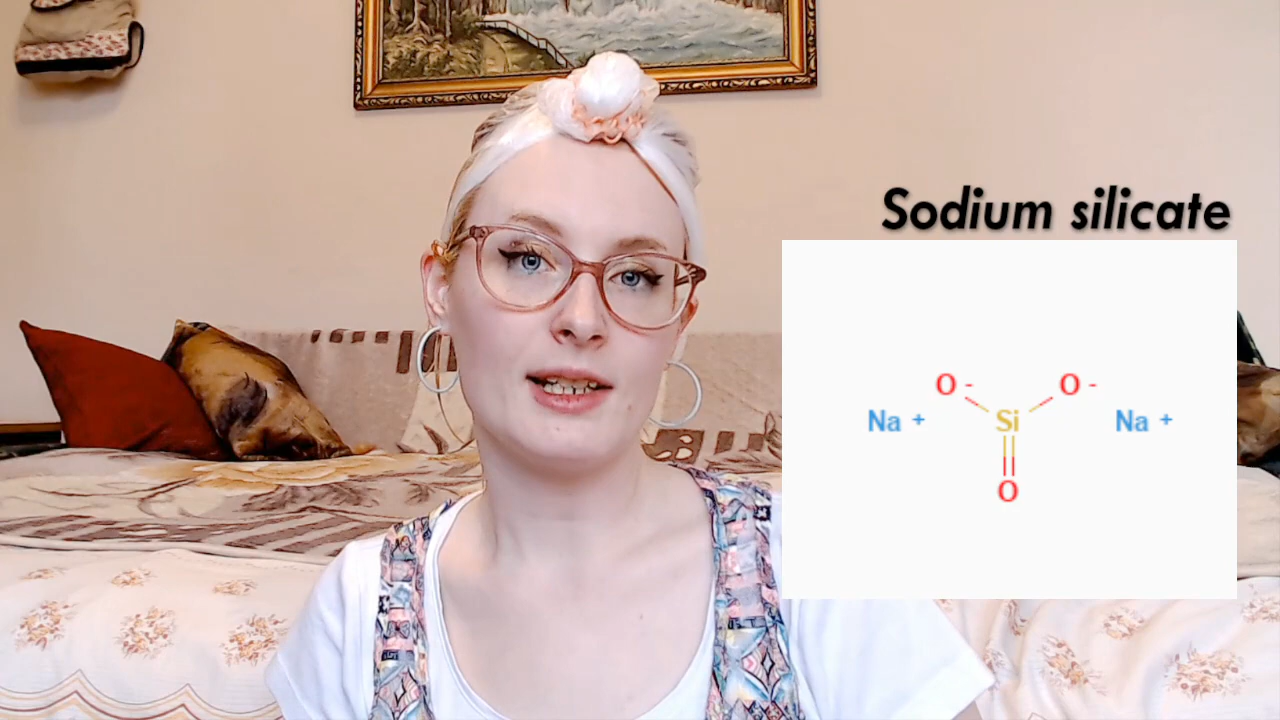 Sodium silicate
O - O -
Na + Si Na +
O